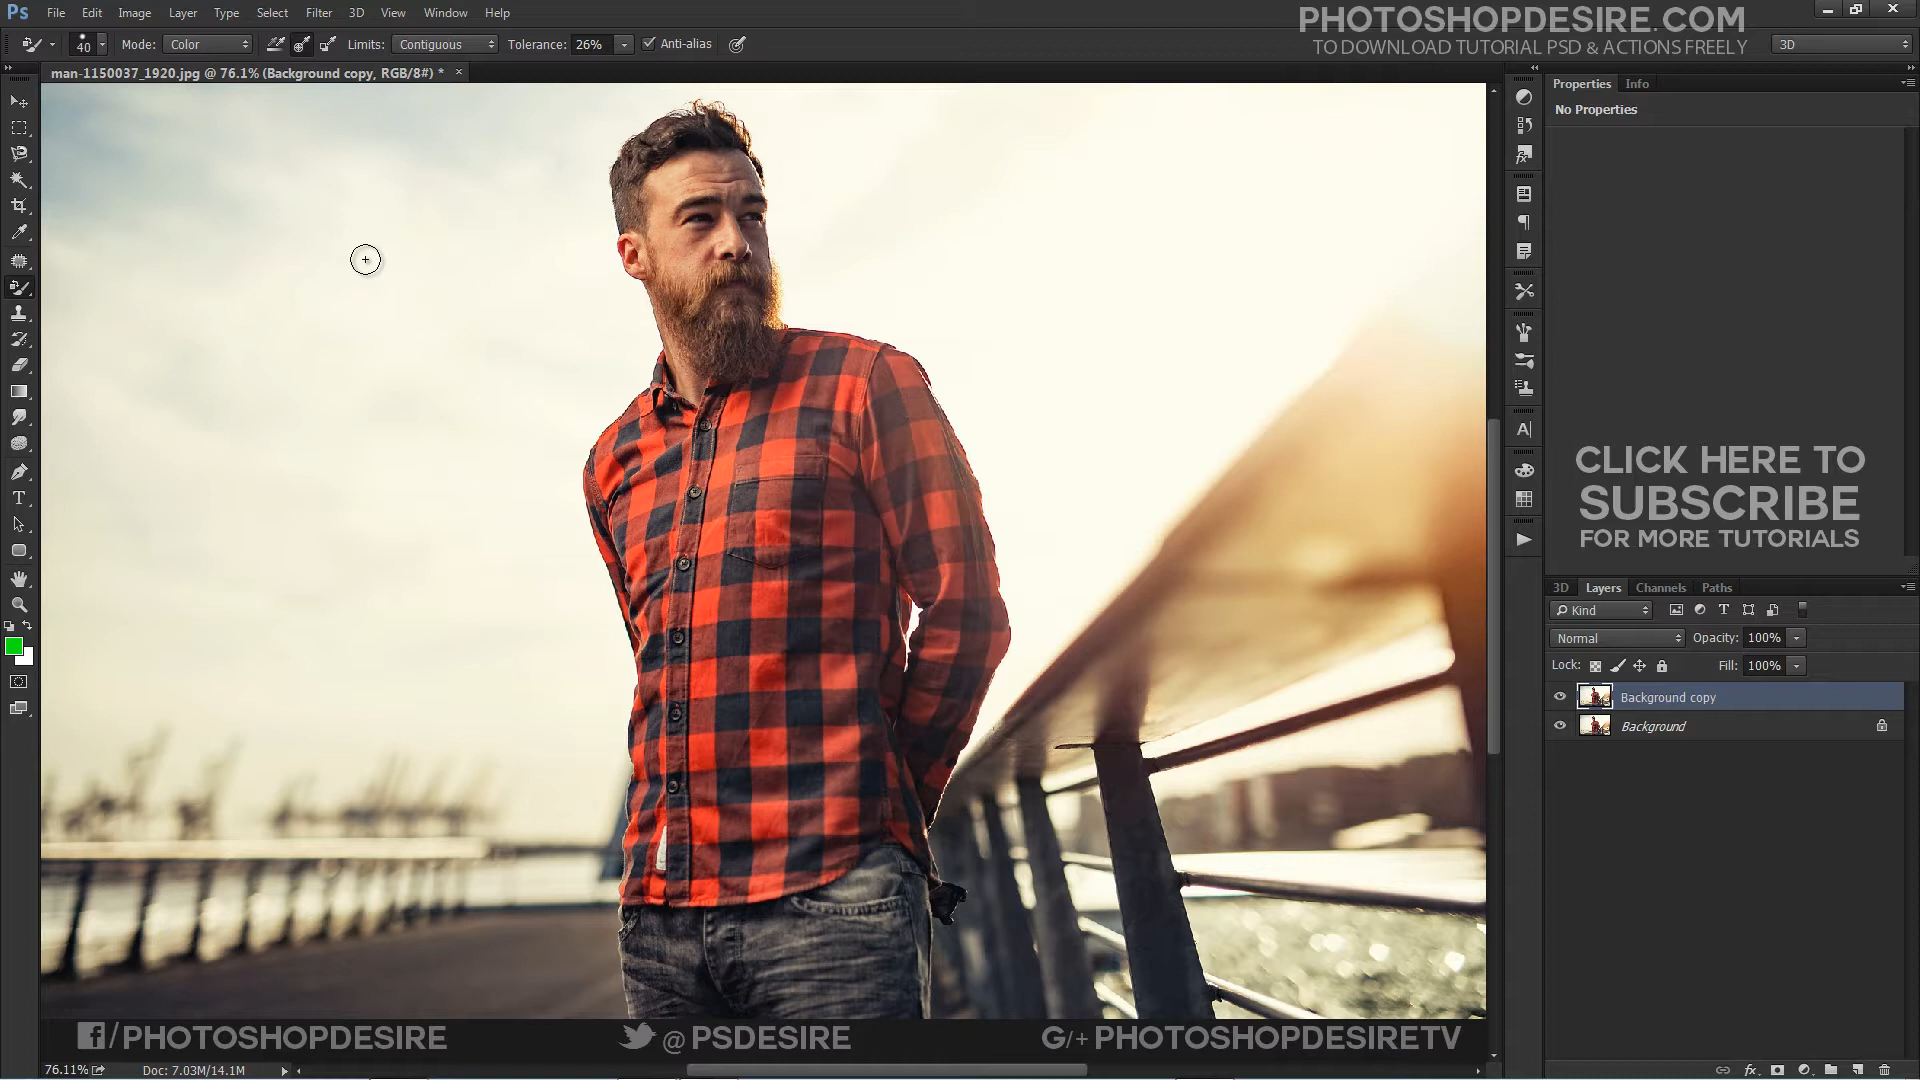 Ps File Edit Image Layer Type Select Filter 3D View Window Help
PHOTOSHOPDESIRE.COM
TO DOWNLOAD TUTORIAL PSD & ACTIONS FREELY
40 Mode: Color Limits: Contiguous Tolerance: 26% Anti-alias
3D
man-1150037_1920.jpg @ 76.1% (Background copy, RGB/8#) * ×
Properties Info
No Properties
CLICK HERE TO
SUBSCRIBE
FOR MORE TUTORIALS
3D Layers Channels Paths
Kind
Normal Opacity: 100%
Lock: Fill: 100%
Background copy
Background
f/PHOTOSHOPDESIRE @PSDESIRE G/+ PHOTOSHOPDESIRETV
76.11% Doc: 7.03M/14.1M